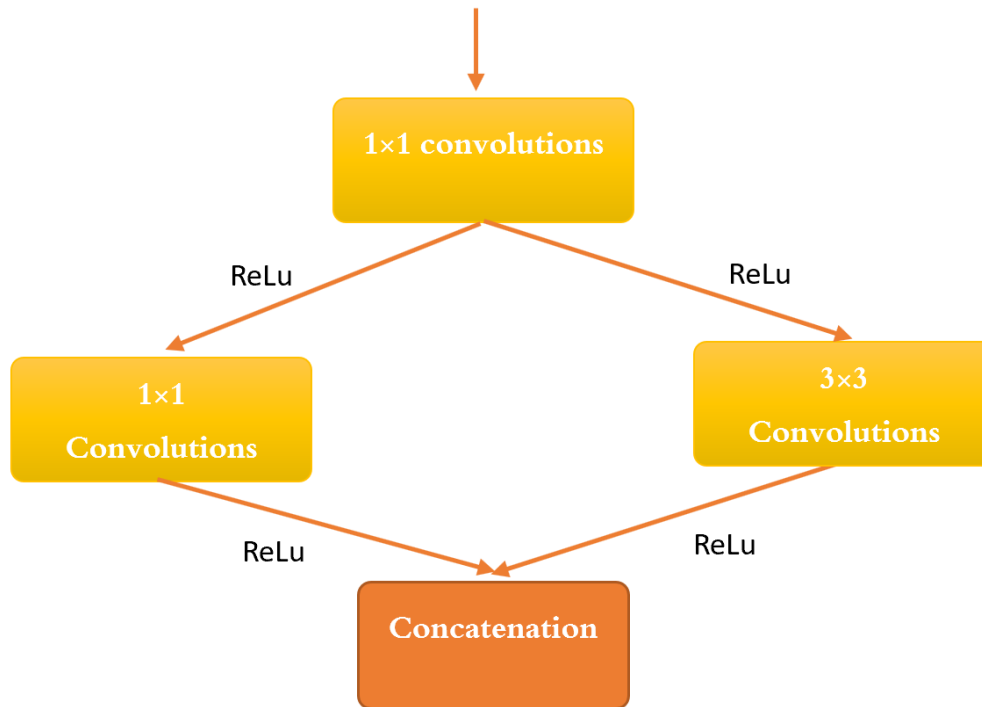 1×1 convolutions
ReLu
ReLu
1×1
Convolutions
3×3
Convolutions
ReLu
ReLu
Concatenation